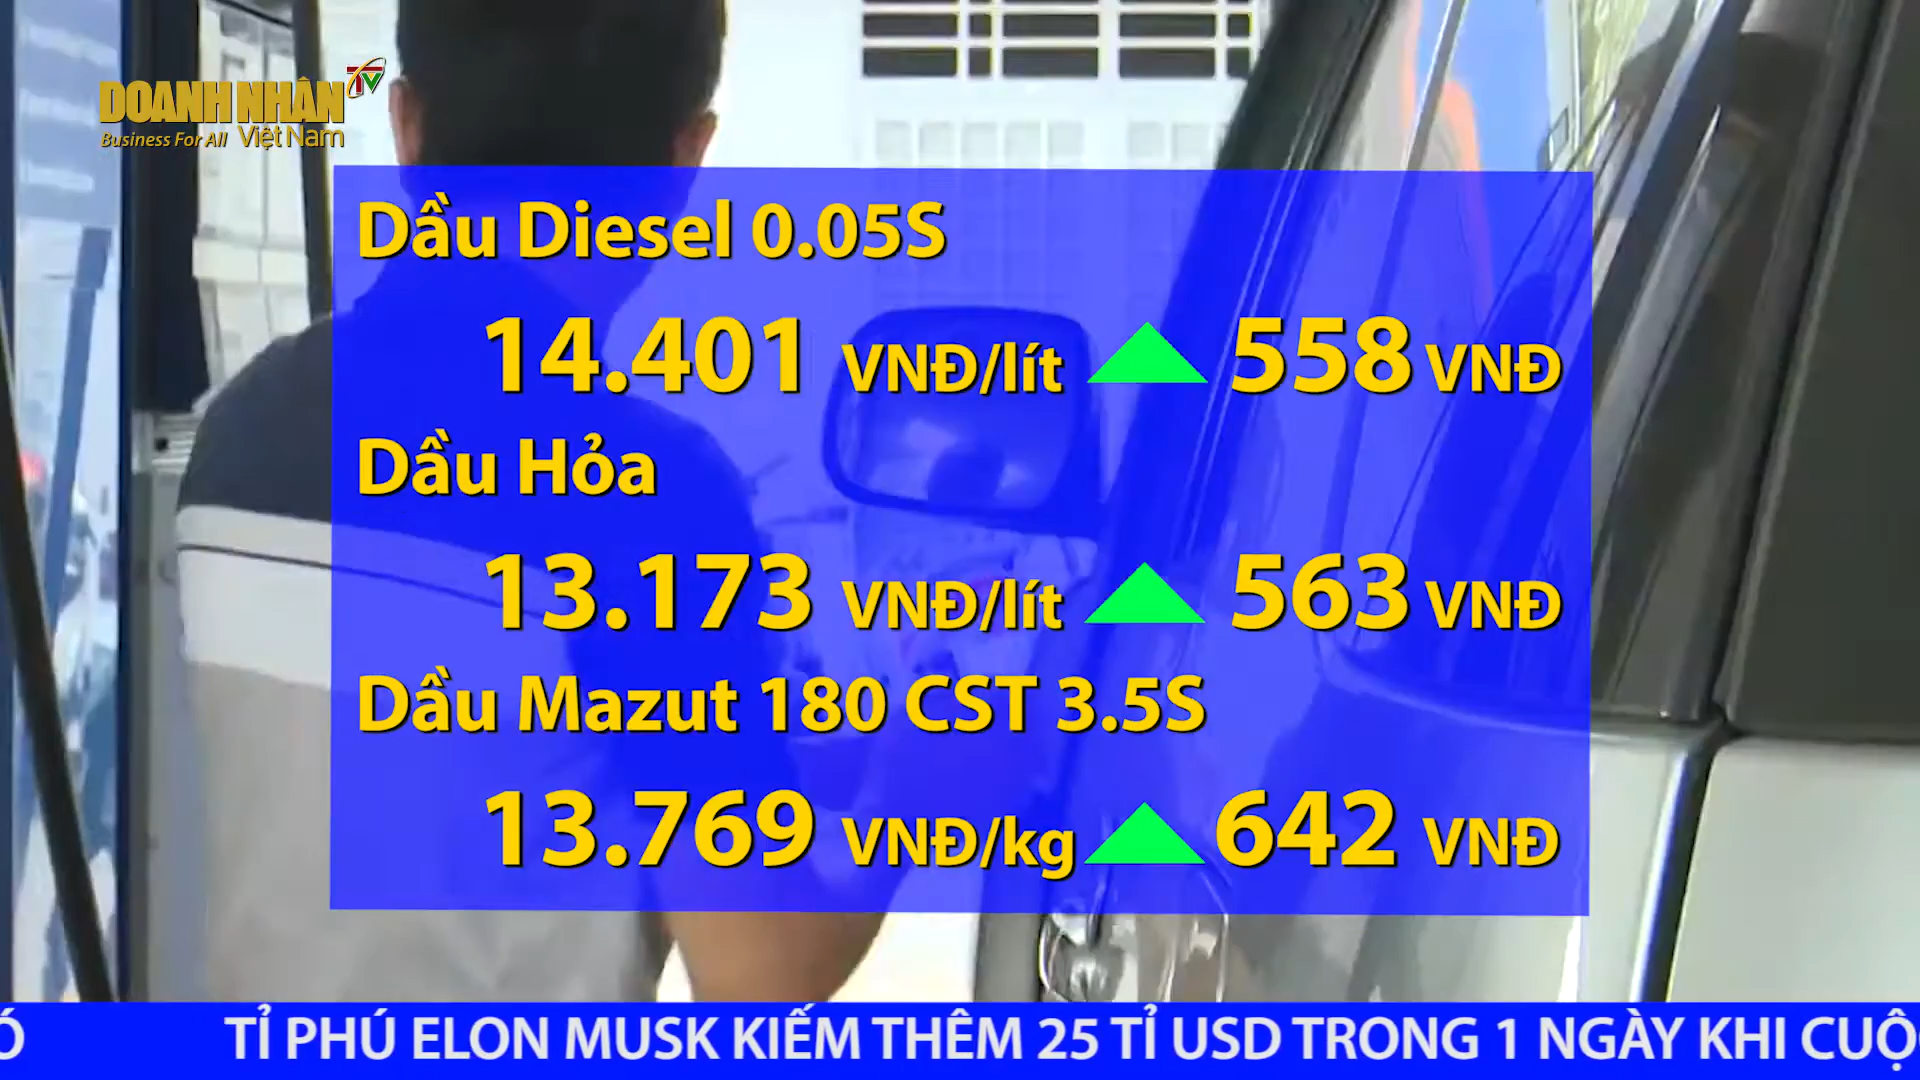 DOANH NHÂN TV
Business For All Việt Nam
Dầu Diesel 0.05S
14.401 VNĐ/lít 558 VNĐ
Dầu Hỏa
13.173 VNĐ/lít 563 VNĐ
Dầu Mazut 180 CST 3.5S
13.769 VNĐ/kg 642 VNĐ
Ó TỈ PHÚ ELON MUSK KIẾM THÊM 25 TỈ USD TRONG 1 NGÀY KHI CUỘC